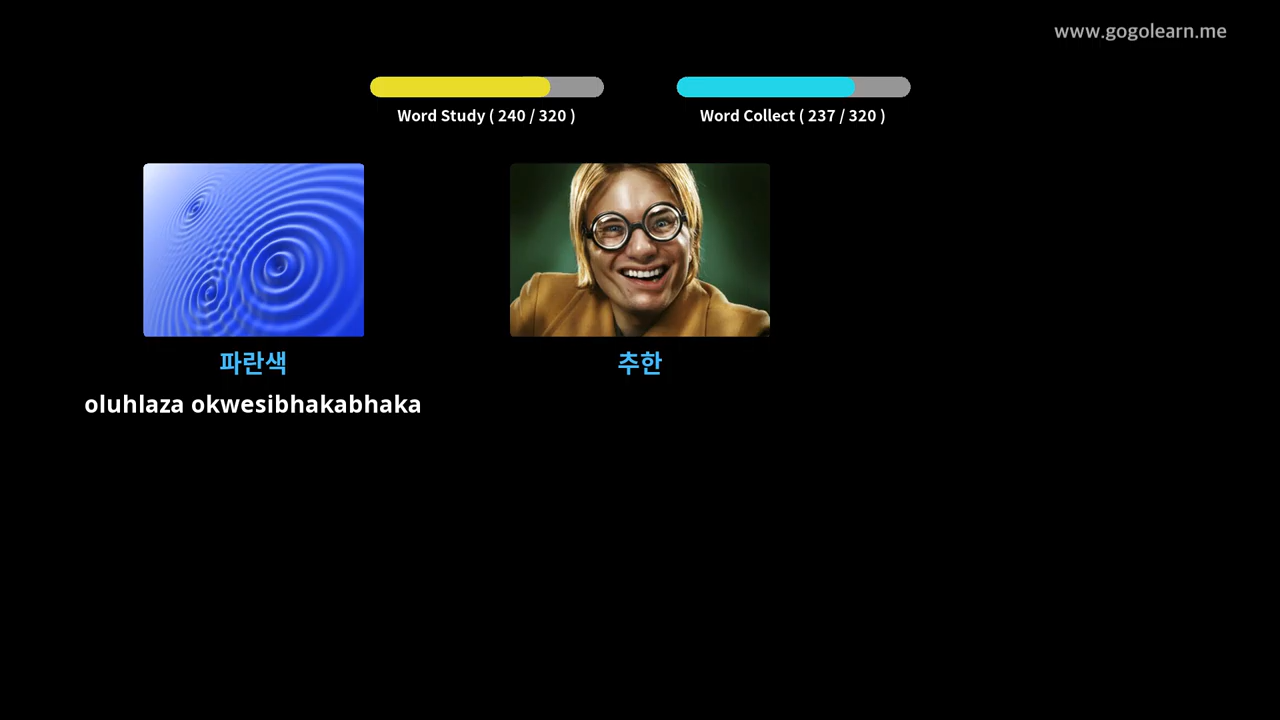 www.gogolearn.me
Word Study ( 240 / 320 )
Word Collect ( 237 / 320 )
파란색
추한
oluhlaza okwesibhakabhaka